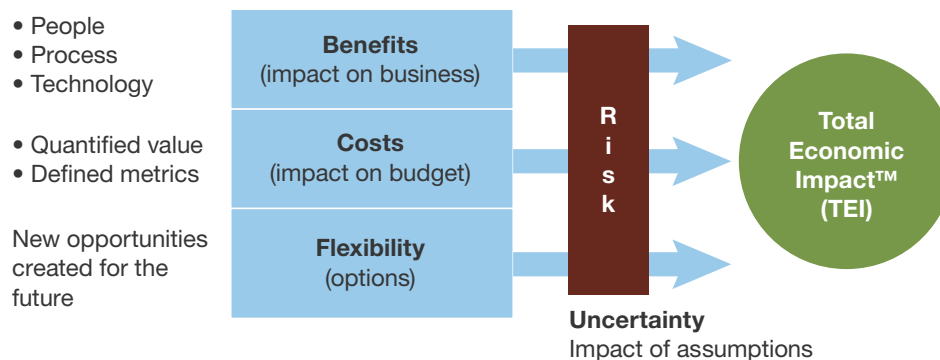 • People
• Process
• Technology
Benefits
(impact on business)
• Quantified value
• Defined metrics
Costs
(impact on budget)
New opportunities
created for the
future
Flexibility
(options)
R
i
s
k
Uncertainty
Impact of assumptions
Total
Economic
Impact™
(TEI)